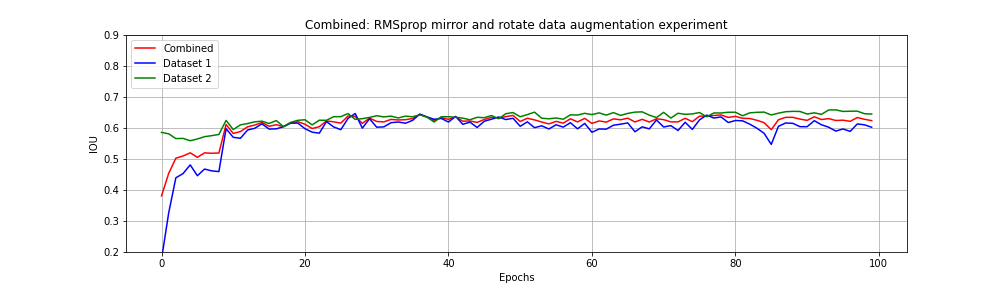 Combined: RMSprop mirror and rotate data augmentation experiment
0.9
0.8
0.7
0.6
0.5
0.4
0.3
0.2
IOU
Combined
Dataset 1
Dataset 2
0 20 40 60 80 100
Epochs